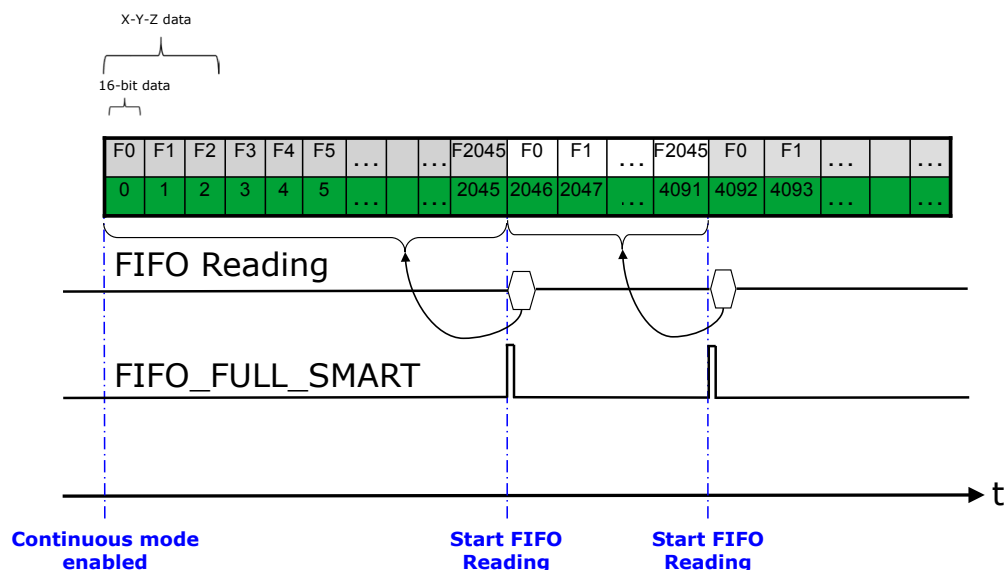 X-Y-Z data
16-bit data
F0 F1 F2 F3 F4 F5 ... ... F2045 F0 F1 ... F2045 F0 F1 ... ...
0 1 2 3 4 5 ... ... 2045 2046 2047 ... 4091 4092 4093 ... ...
FIFO Reading
FIFO_FULL_SMART
t
Continuous mode enabled
Start FIFO Reading
Start FIFO Reading